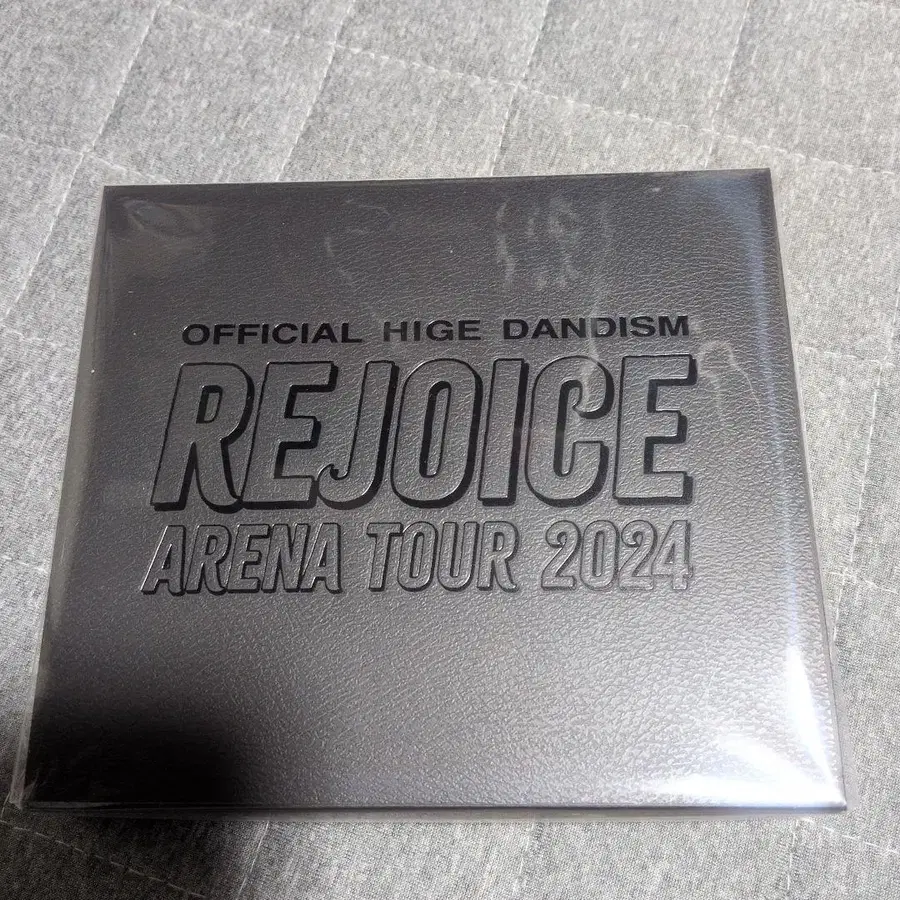 OFFICIAL HIGE DANDISM
REJOICE
ARENA TOUR 2024